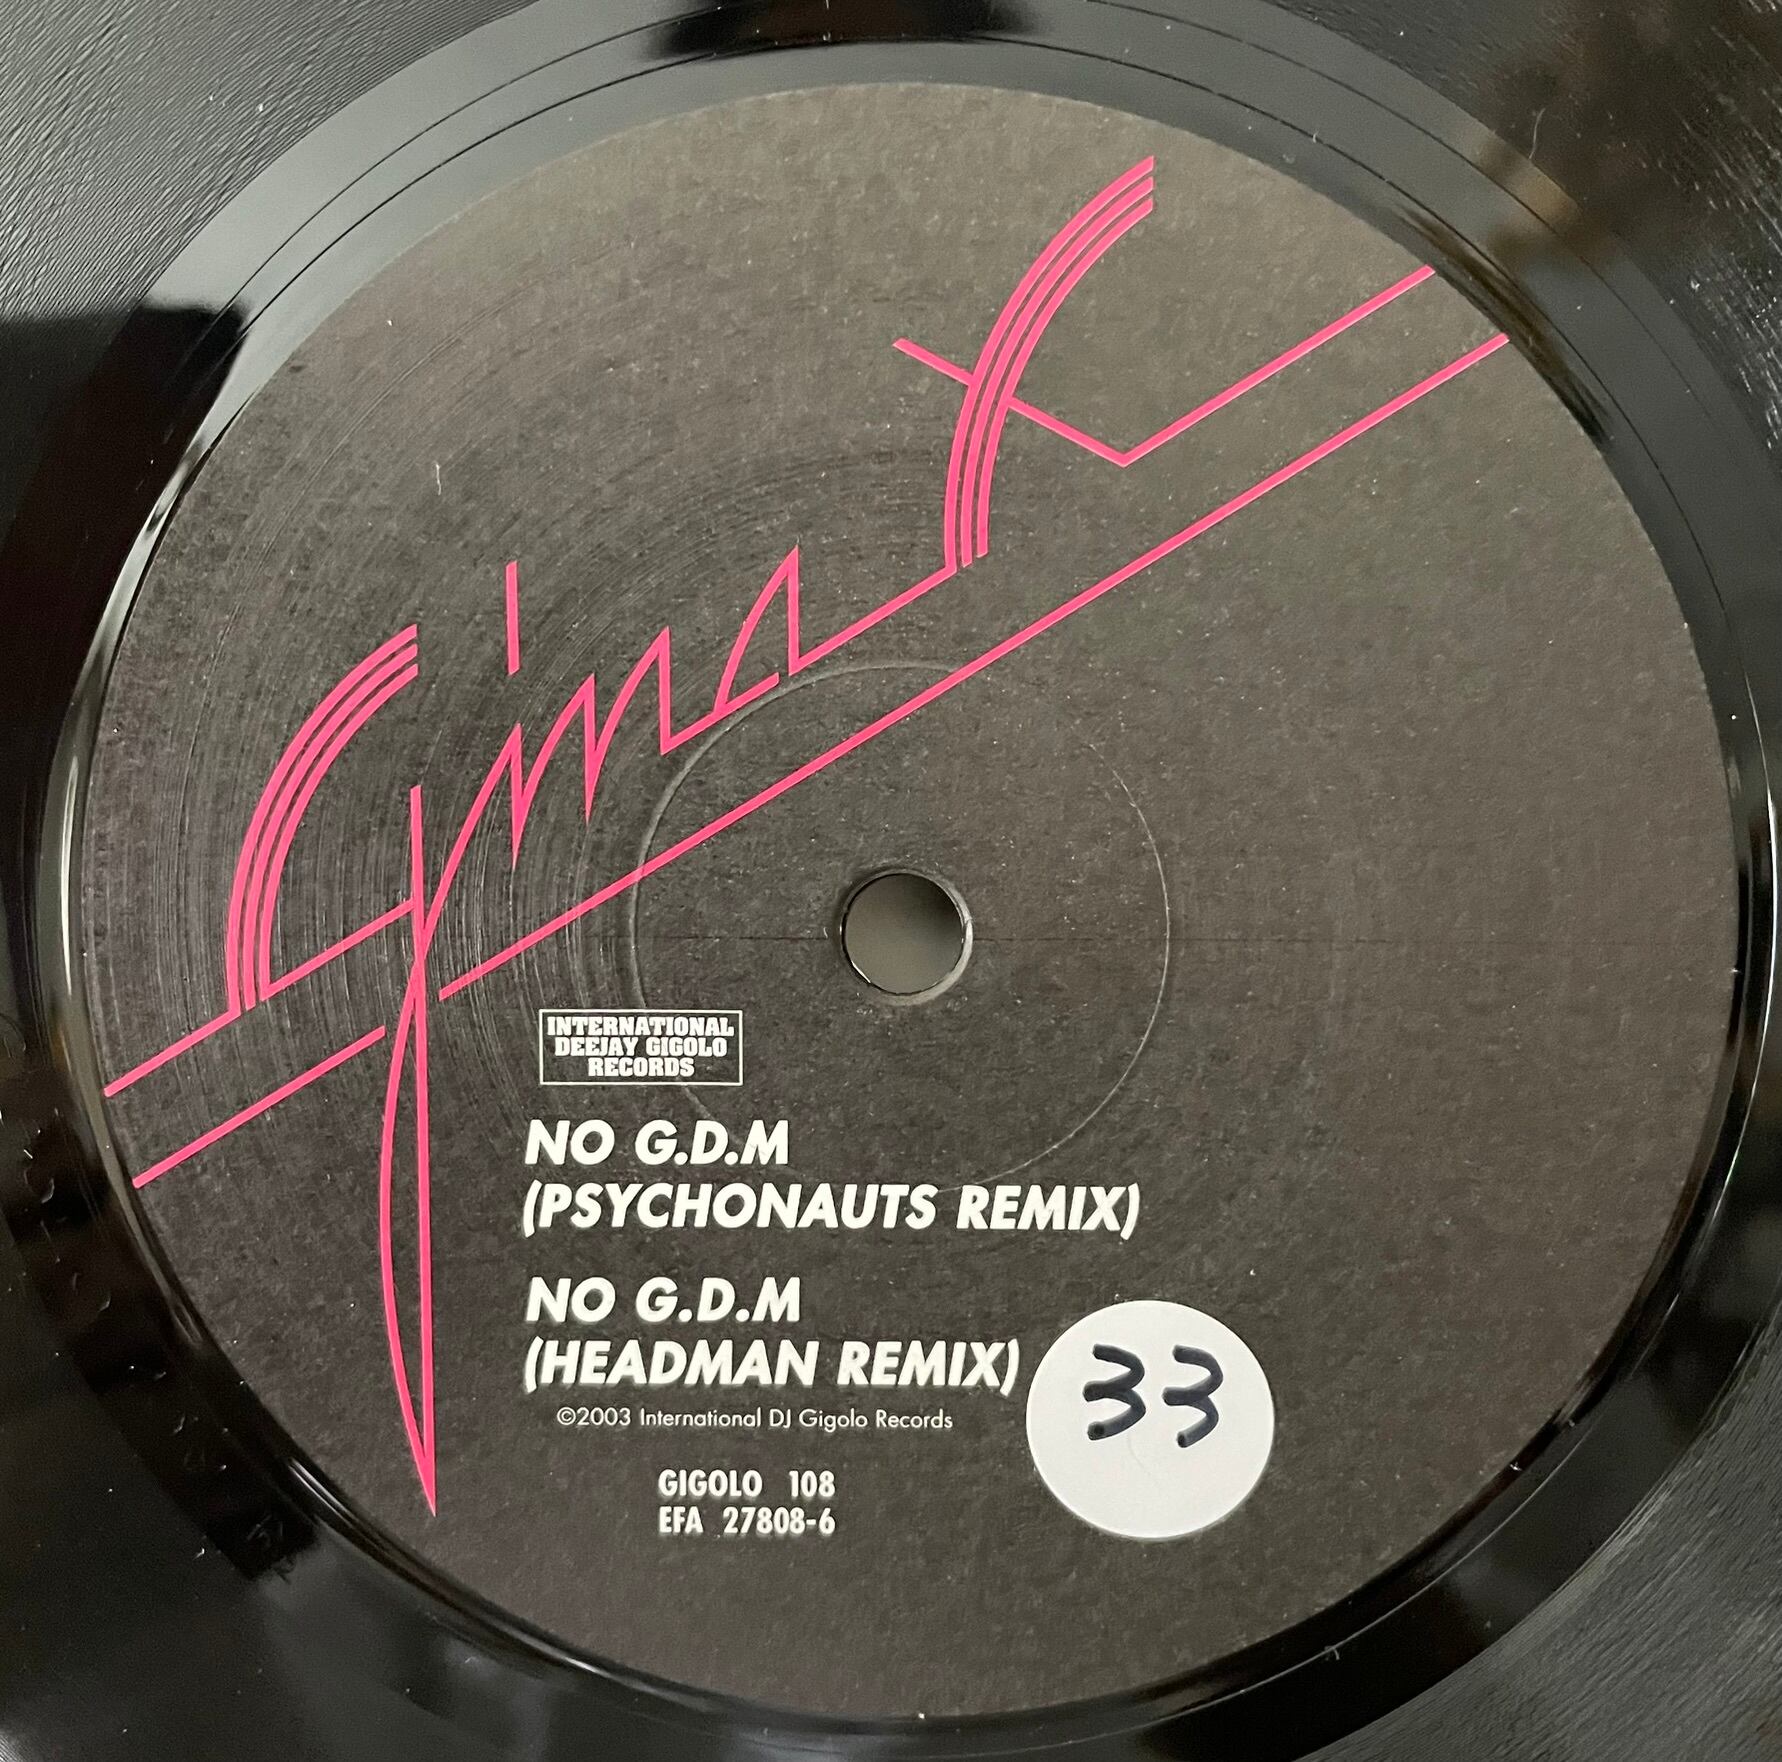 Gina X
INTERNATIONAL
DEEJAY GIGOLO
RECORDS
NO G.D.M
(PSYCHONAUTS REMIX)
NO G.D.M
(HEADMAN REMIX)
©2003 International DJ Gigolo Records
33
GIGOLO 108
EFA 27808-6